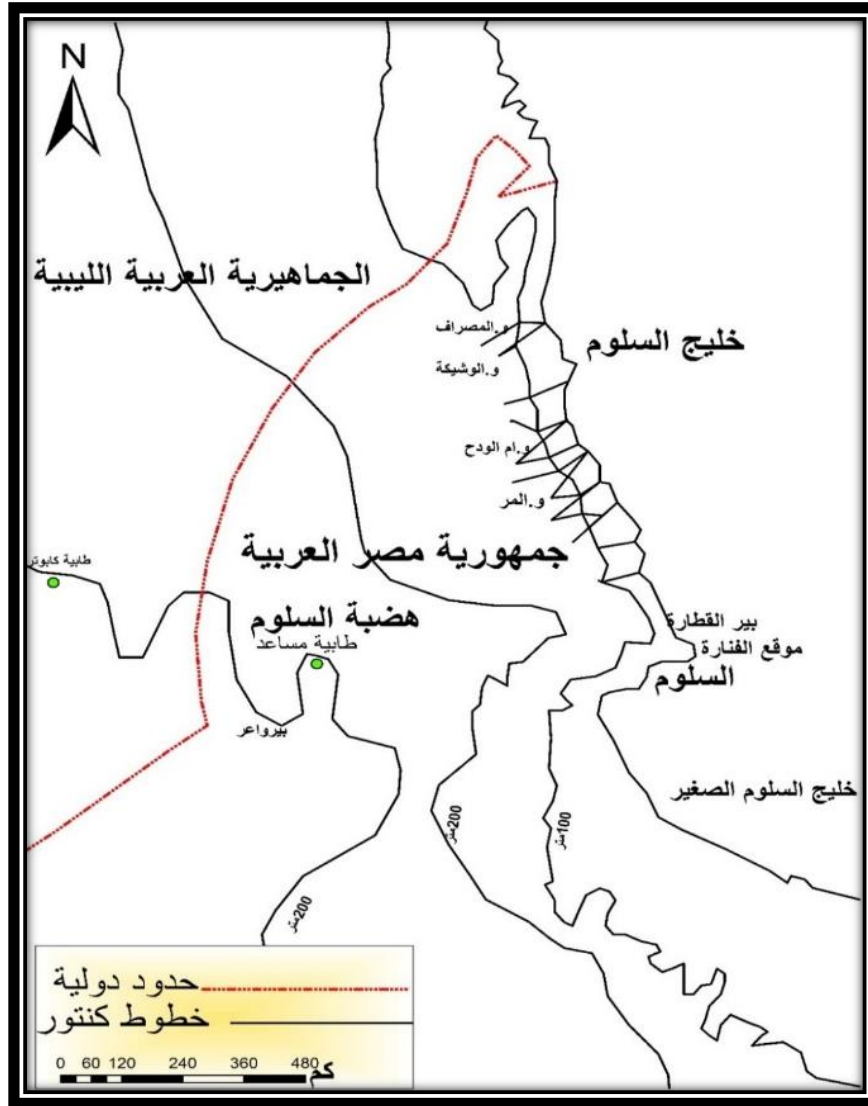 N
الجماهيرية العربية الليبية
و.المصراف
خليج السلوم
و.الوشيكة
و.ام الودح
و.المر
جمهورية مصر العربية
طابية كابوتز
هضبة السلوم
بير القطارة
طابية مساعد
موقع الفنارة
السلوم
بيرواعر
خليج السلوم الصغير
200متر
100متر
200متر
حدود دولية
خطوط كنتور
0 60 120 240 360 480
كم